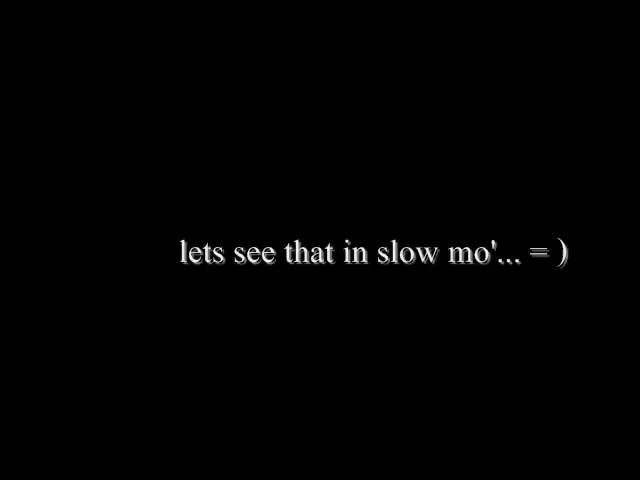 lets see that in slow mo'... = )